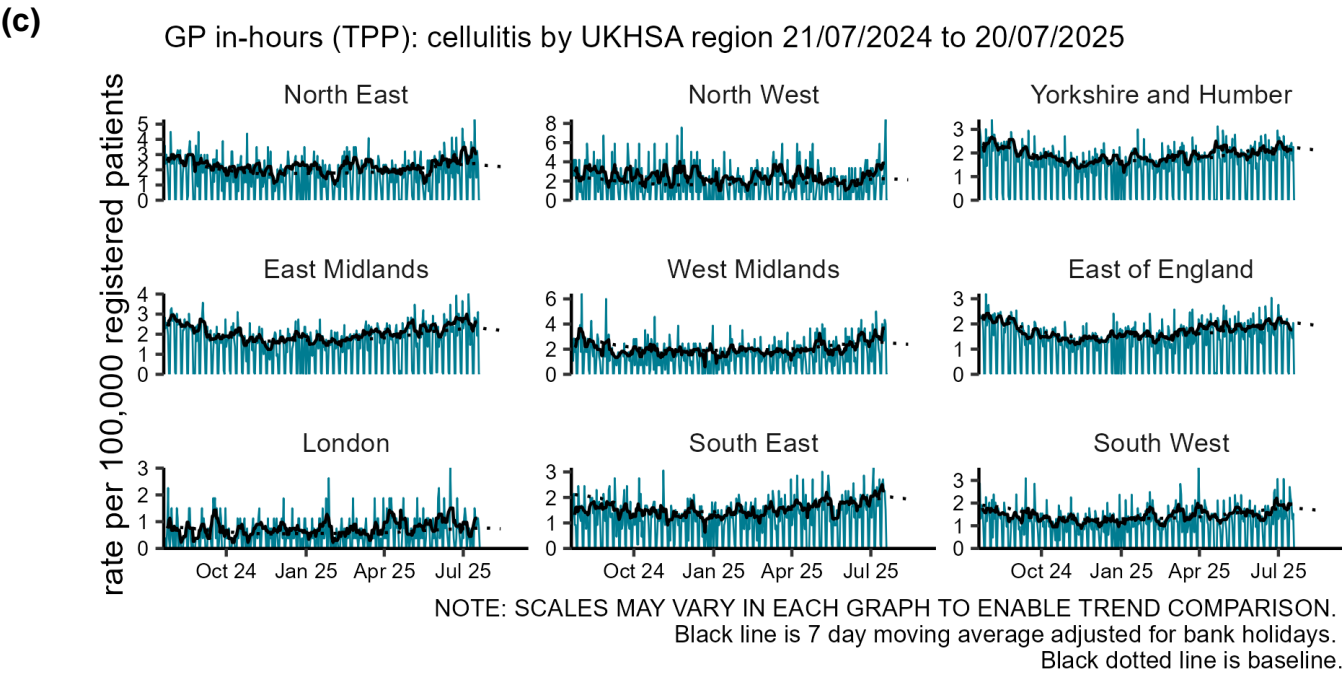 (c)
GP in-hours (TPP): cellulitis by UKHSA region 21/07/2024 to 20/07/2025
rate per 100,000 registered patients
North East
5
4
3
2
1
0
North West
8
6
4
2
0
Yorkshire and Humber
3
2
1
0
East Midlands
4
3
2
1
0
West Midlands
6
4
2
0
East of England
3
2
1
0
London
3
2
1
0
Oct 24 Jan 25 Apr 25 Jul 25
South East
3
2
1
0
Oct 24 Jan 25 Apr 25 Jul 25
South West
3
2
1
0
Oct 24 Jan 25 Apr 25 Jul 25
NOTE: SCALES MAY VARY IN EACH GRAPH TO ENABLE TREND COMPARISON.
Black line is 7 day moving average adjusted for bank holidays.
Black dotted line is baseline.